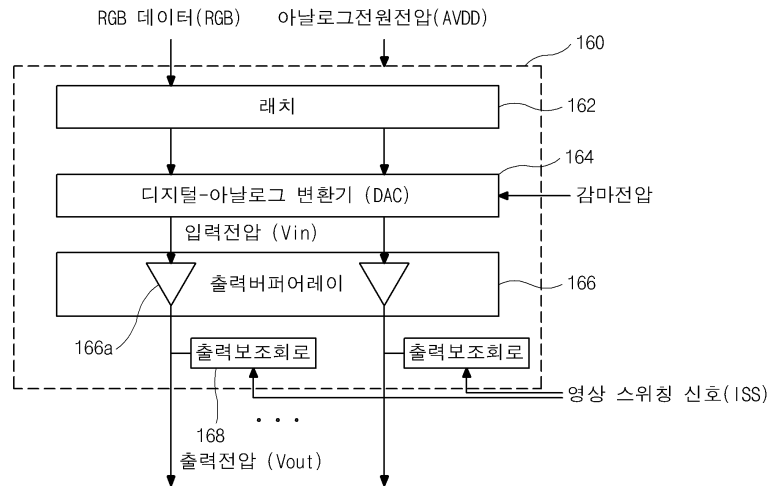 RGB 데이터(RGB) 아날로그전원전압(AVDD)
160
래치
162
164
디지털-아날로그 변환기 (DAC)
감마전압
입력전압 (Vin)
출력버퍼어레이
166
166a
출력보조회로 출력보조회로
영상 스위칭 신호(ISS)
168
. . .
출력전압 (Vout)